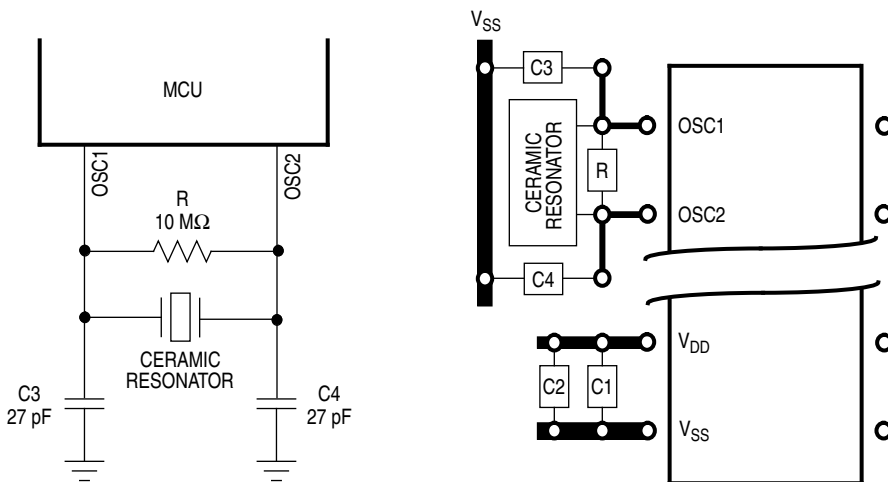 MCU
OSC1
OSC2
R
10 MΩ
CERAMIC
RESONATOR
C3
27 pF
C4
27 pF
VSS
C3
CERAMIC
RESONATOR
R
C4
OSC1
OSC2
C2
C1
VDD
VSS